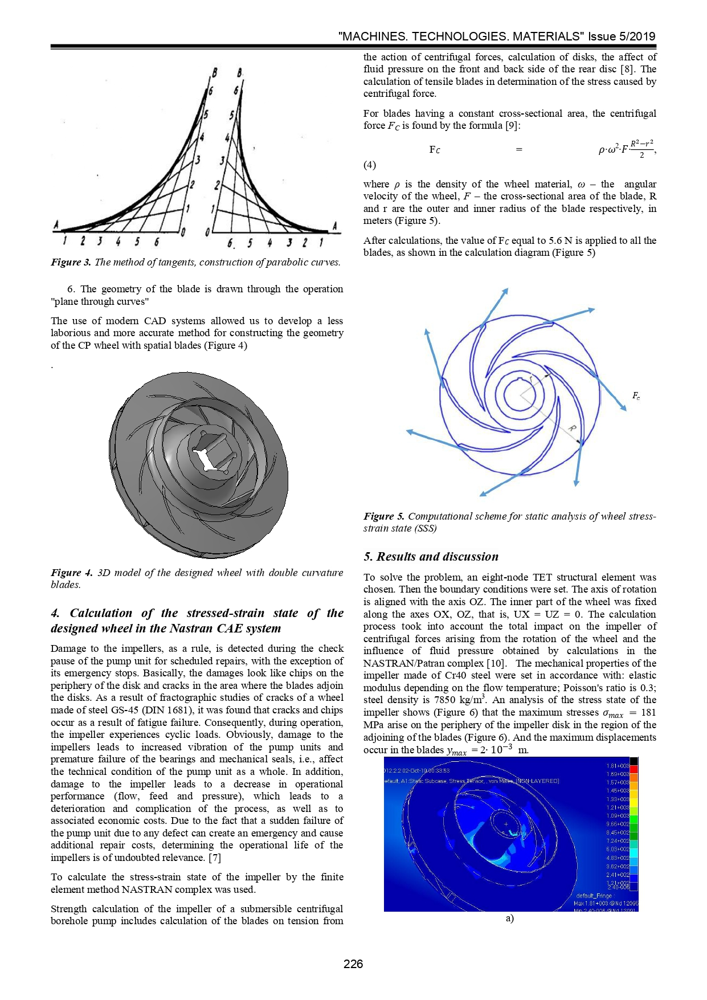 "MACHINES. TECHNOLOGIES. MATERIALS" Issue 5/2019
B B
6 6
5 5
4 4
3 3
2 2
1 1
A 0 0 A
1 2 3 4 5 6 6 5 4 3 2 1
Figure 3. The method of tangents, construction of parabolic curves.
6. The geometry of the blade is drawn through the operation
"plane through curves"
The use of modern CAD systems allowed us to develop a less
laborious and more accurate method for constructing the geometry
of the CP wheel with spatial blades (Figure 4)
.
Figure 4. 3D model of the designed wheel with double curvature
blades.
4. Calculation of the stressed-strain state of the
designed wheel in the Nastran CAE system
Damage to the impellers, as a rule, is detected during the check
pause of the pump unit for scheduled repairs, with the exception of
its emergency stops. Basically, the damages look like chips on the
periphery of the disk and cracks in the area where the blades adjoin
the disks. As a result of fractographic studies of cracks of a wheel
made of steel GS-45 (DIN 1681), it was found that cracks and chips
occur as a result of fatigue failure. Consequently, during operation,
the impeller experiences cyclic loads. Obviously, damage to the
impellers leads to increased vibration of the pump units and
premature failure of the bearings and mechanical seals, i.e., affect
the technical condition of the pump unit as a whole. In addition,
damage to the impeller leads to a decrease in operational
performance (flow, feed and pressure), which leads to a
deterioration and complication of the process, as well as to
associated economic costs. Due to the fact that a sudden failure of
the pump unit due to any defect can create an emergency and cause
additional repair costs, determining the operational life of the
impellers is of undoubted relevance. [7]
To calculate the stress-strain state of the impeller by the finite
element method NASTRAN complex was used.
Strength calculation of the impeller of a submersible centrifugal
borehole pump includes calculation of the blades on tension from
the action of centrifugal forces, calculation of disks, the affect of
fluid pressure on the front and back side of the rear disc [8]. The
calculation of tensile blades in determination of the stress caused by
centrifugal force.
For blades having a constant cross-sectional area, the centrifugal
force F_C is found by the formula [9]:
F_C = ρ·ω²·F·(R²−r²)/2,
(4)
where ρ is the density of the wheel material, ω – the angular
velocity of the wheel, F – the cross-sectional area of the blade, R
and r are the outer and inner radius of the blade respectively, in
meters (Figure 5).
After calculations, the value of F_C equal to 5.6 N is applied to all the
blades, as shown in the calculation diagram (Figure 5)
r
F_c
R
Figure 5. Computational scheme for static analysis of wheel stress-
strain state (SSS)
5. Results and discussion
To solve the problem, an eight-node TET structural element was
chosen. Then the boundary conditions were set. The axis of rotation
is aligned with the axis OZ. The inner part of the wheel was fixed
along the axes OX, OZ, that is, UX = UZ = 0. The calculation
process took into account the total impact on the impeller of
centrifugal forces arising from the rotation of the wheel and the
influence of fluid pressure obtained by calculations in the
NASTRAN/Patran complex [10]. The mechanical properties of the
impeller made of Cr40 steel were set in accordance with: elastic
modulus depending on the flow temperature; Poisson's ratio is 0.3;
steel density is 7850 kg/m³. An analysis of the stress state of the
impeller shows (Figure 6) that the maximum stresses σ_max = 181
MPa arise on the periphery of the impeller disk in the region of the
adjoining of the blades (Figure 6). And the maximum displacements
occur in the blades y_max = 2· 10⁻³ m.
012.2.2 02-Oct-19 00:33:53
efault, A1:Static Subcase, Stress Tensor, , von Mises, (NON-LAYERED)
1.81+003
1.69+003
1.57+003
1.45+003
1.33+003
1.21+003
1.09+003
9.66+002
8.45+002
7.24+002
6.03+002
4.83+002
3.62+002
2.41+002
1.21+002
2.40-006
default_Fringe :
Max 1.81+003 @Nd 12095
Min 2.40-006 @Nd 13091
a)
226